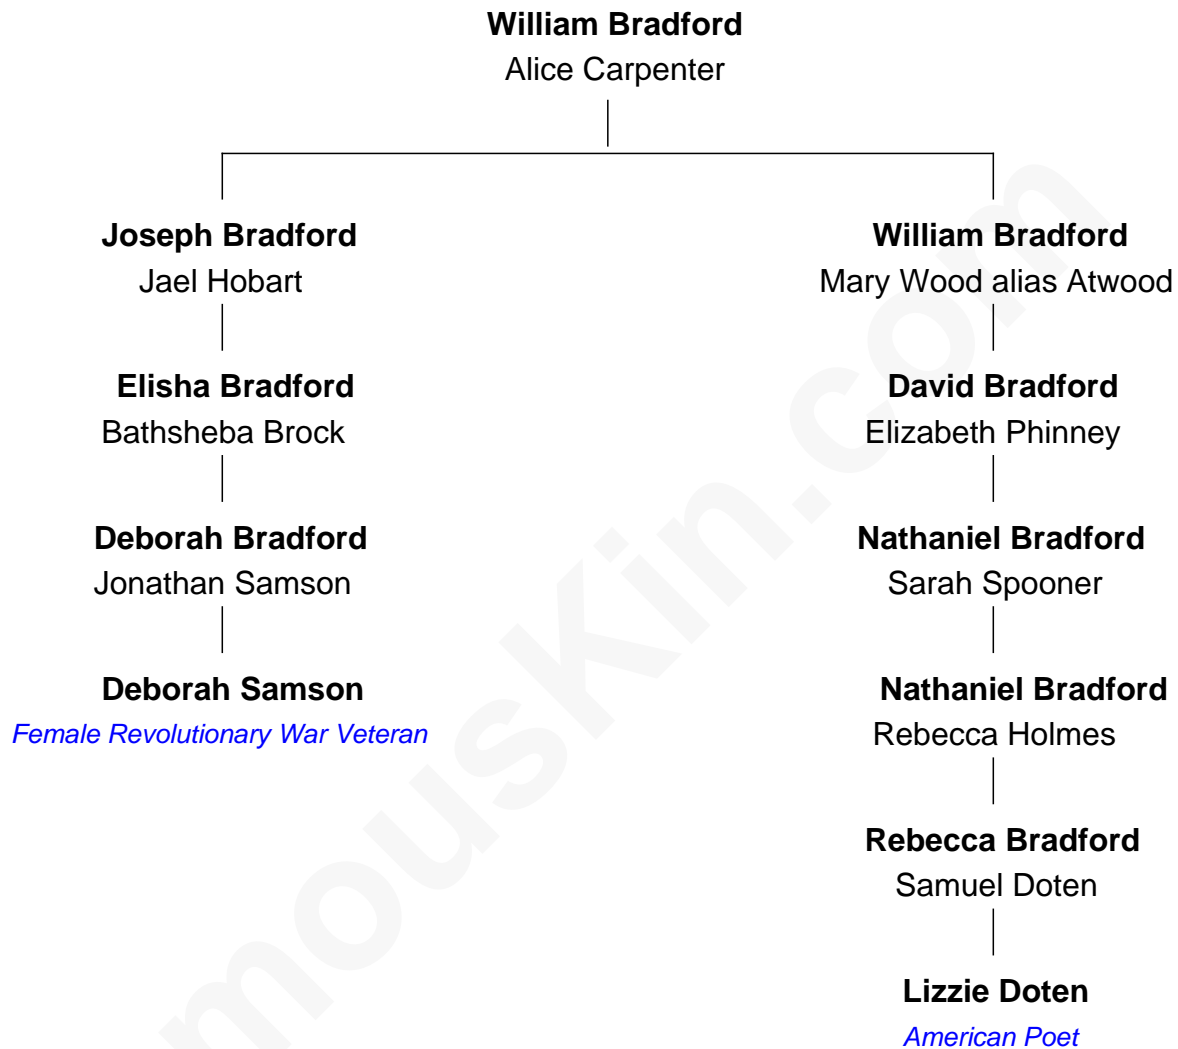 William Bradford
Alice Carpenter
Joseph Bradford
Jael Hobart
William Bradford
Mary Wood alias Atwood
Elisha Bradford
Bathsheba Brock
David Bradford
Elizabeth Phinney
Deborah Bradford
Jonathan Samson
Nathaniel Bradford
Sarah Spooner
Deborah Samson
Female Revolutionary War Veteran
Nathaniel Bradford
Rebecca Holmes
Rebecca Bradford
Samuel Doten
Lizzie Doten
American Poet
mousKin.com